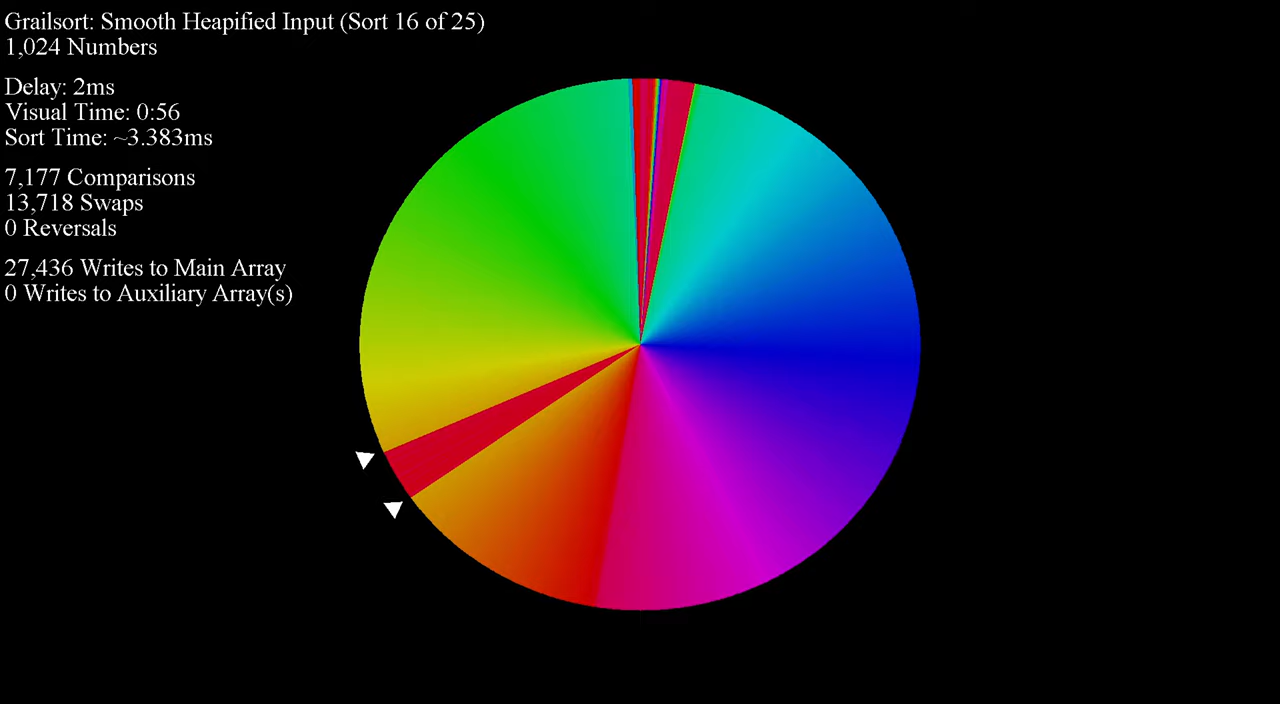 Grailsort: Smooth Heapified Input (Sort 16 of 25)
1,024 Numbers
Delay: 2ms
Visual Time: 0:56
Sort Time: ~3.383ms
7,177 Comparisons
13,718 Swaps
0 Reversals
27,436 Writes to Main Array
0 Writes to Auxiliary Array(s)